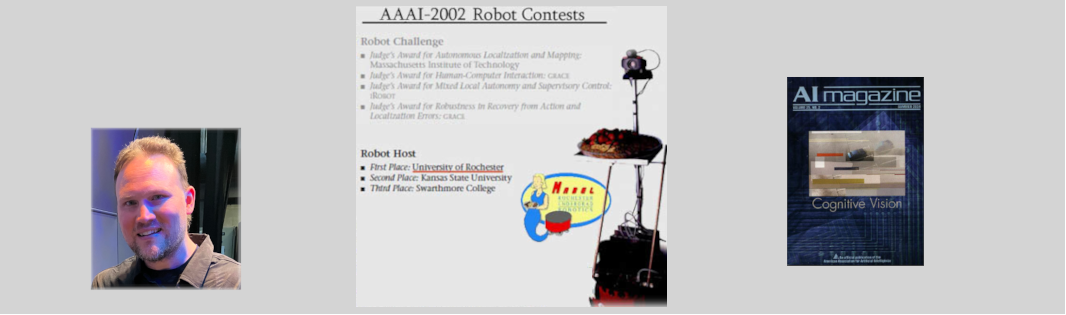 AAAI-2002 Robot Contests
Robot Challenge
■ Judge's Award for Autonomous Localization and Mapping:
Massachusetts Institute of Technology
■ Judge's Award for Human-Computer Interaction: GRACE
■ Judge's Award for Mixed Local Autonomy and Supervisory Control:
iROBOT
■ Judge's Award for Robustness in Recovery from Action and
Localization Errors: GRACE
Robot Host
■ First Place: University of Rochester
■ Second Place: Kansas State University
■ Third Place: Swarthmore College
MABEL
ROCHESTER
UNDERGRAD
ROBOTICS
AI magazine
Cognitive Vision